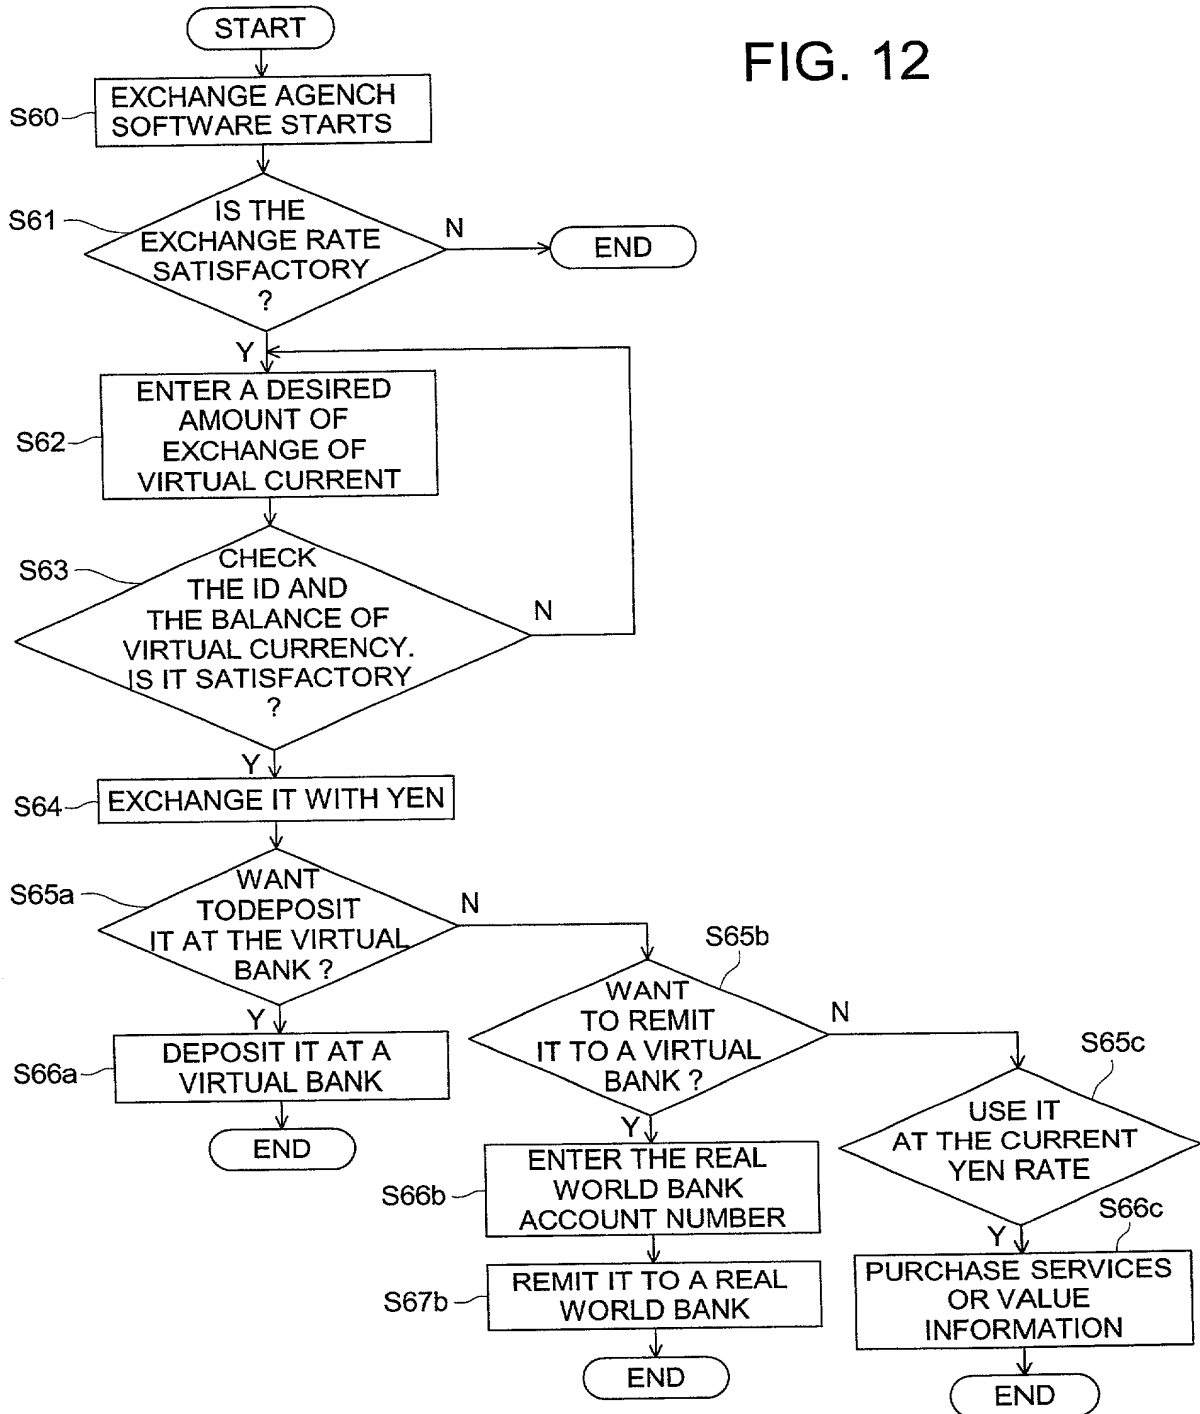 START
FIG. 12
S60
EXCHANGE AGENCH
SOFTWARE STARTS
S61
IS THE
EXCHANGE RATE
SATISFACTORY
?
N
END
Y
S62
ENTER A DESIRED
AMOUNT OF
EXCHANGE OF
VIRTUAL CURRENT
S63
CHECK
THE ID AND
THE BALANCE OF
VIRTUAL CURRENCY.
IS IT SATISFACTORY
?
N
Y
S64
EXCHANGE IT WITH YEN
S65a
WANT
TODEPOSIT
IT AT THE VIRTUAL
BANK ?
N
Y
S66a
DEPOSIT IT AT A
VIRTUAL BANK
END
S65b
WANT
TO REMIT
IT TO A VIRTUAL
BANK ?
N
Y
S66b
ENTER THE REAL
WORLD BANK
ACCOUNT NUMBER
S67b
REMIT IT TO A REAL
WORLD BANK
END
S65c
USE IT
AT THE CURRENT
YEN RATE
Y
S66c
PURCHASE SERVICES
OR VALUE
INFORMATION
END